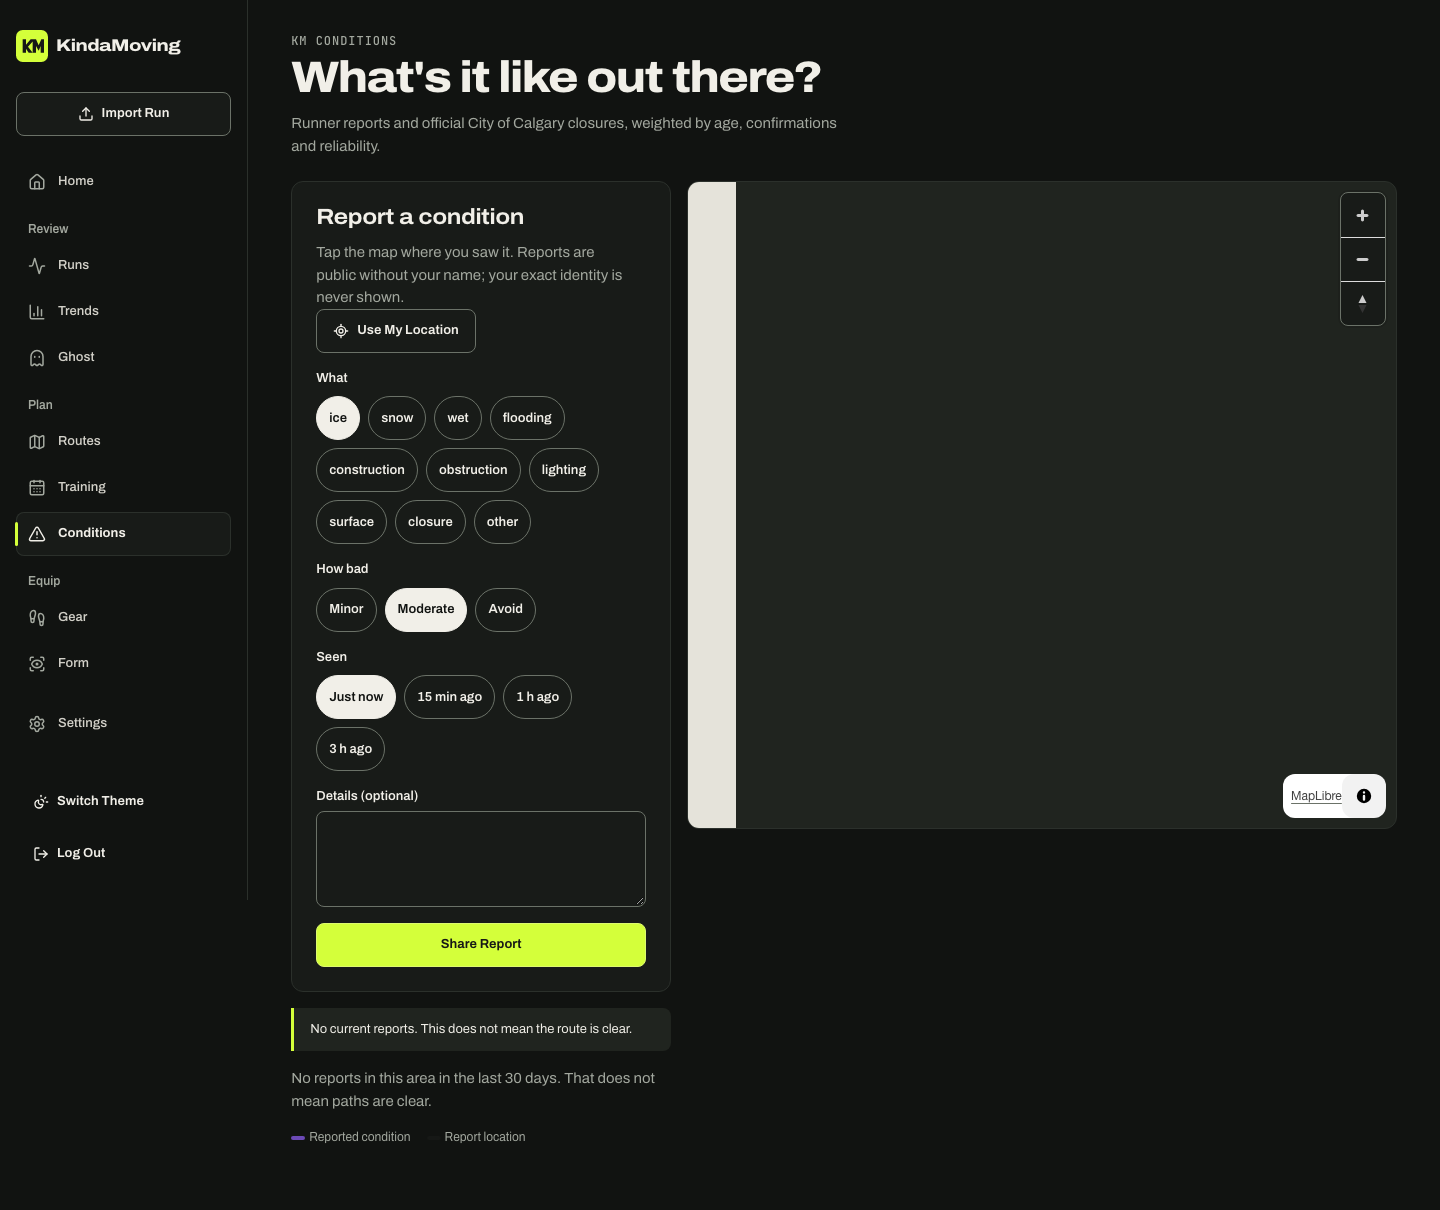 KM KindaMoving
Import Run
Home
Review
Runs
Trends
Ghost
Plan
Routes
Training
Conditions
Equip
Gear
Form
Settings
Switch Theme
Log Out
KM CONDITIONS
What's it like out there?
Runner reports and official City of Calgary closures, weighted by age, confirmations
and reliability.
Report a condition
Tap the map where you saw it. Reports are
public without your name; your exact identity is
never shown.
Use My Location
What
ice snow wet flooding
construction obstruction lighting
surface closure other
How bad
Minor Moderate Avoid
Seen
Just now 15 min ago 1 h ago
3 h ago
Details (optional)
Share Report
No current reports. This does not mean the route is clear.
No reports in this area in the last 30 days. That does not
mean paths are clear.
Reported condition Report location
MapLibre